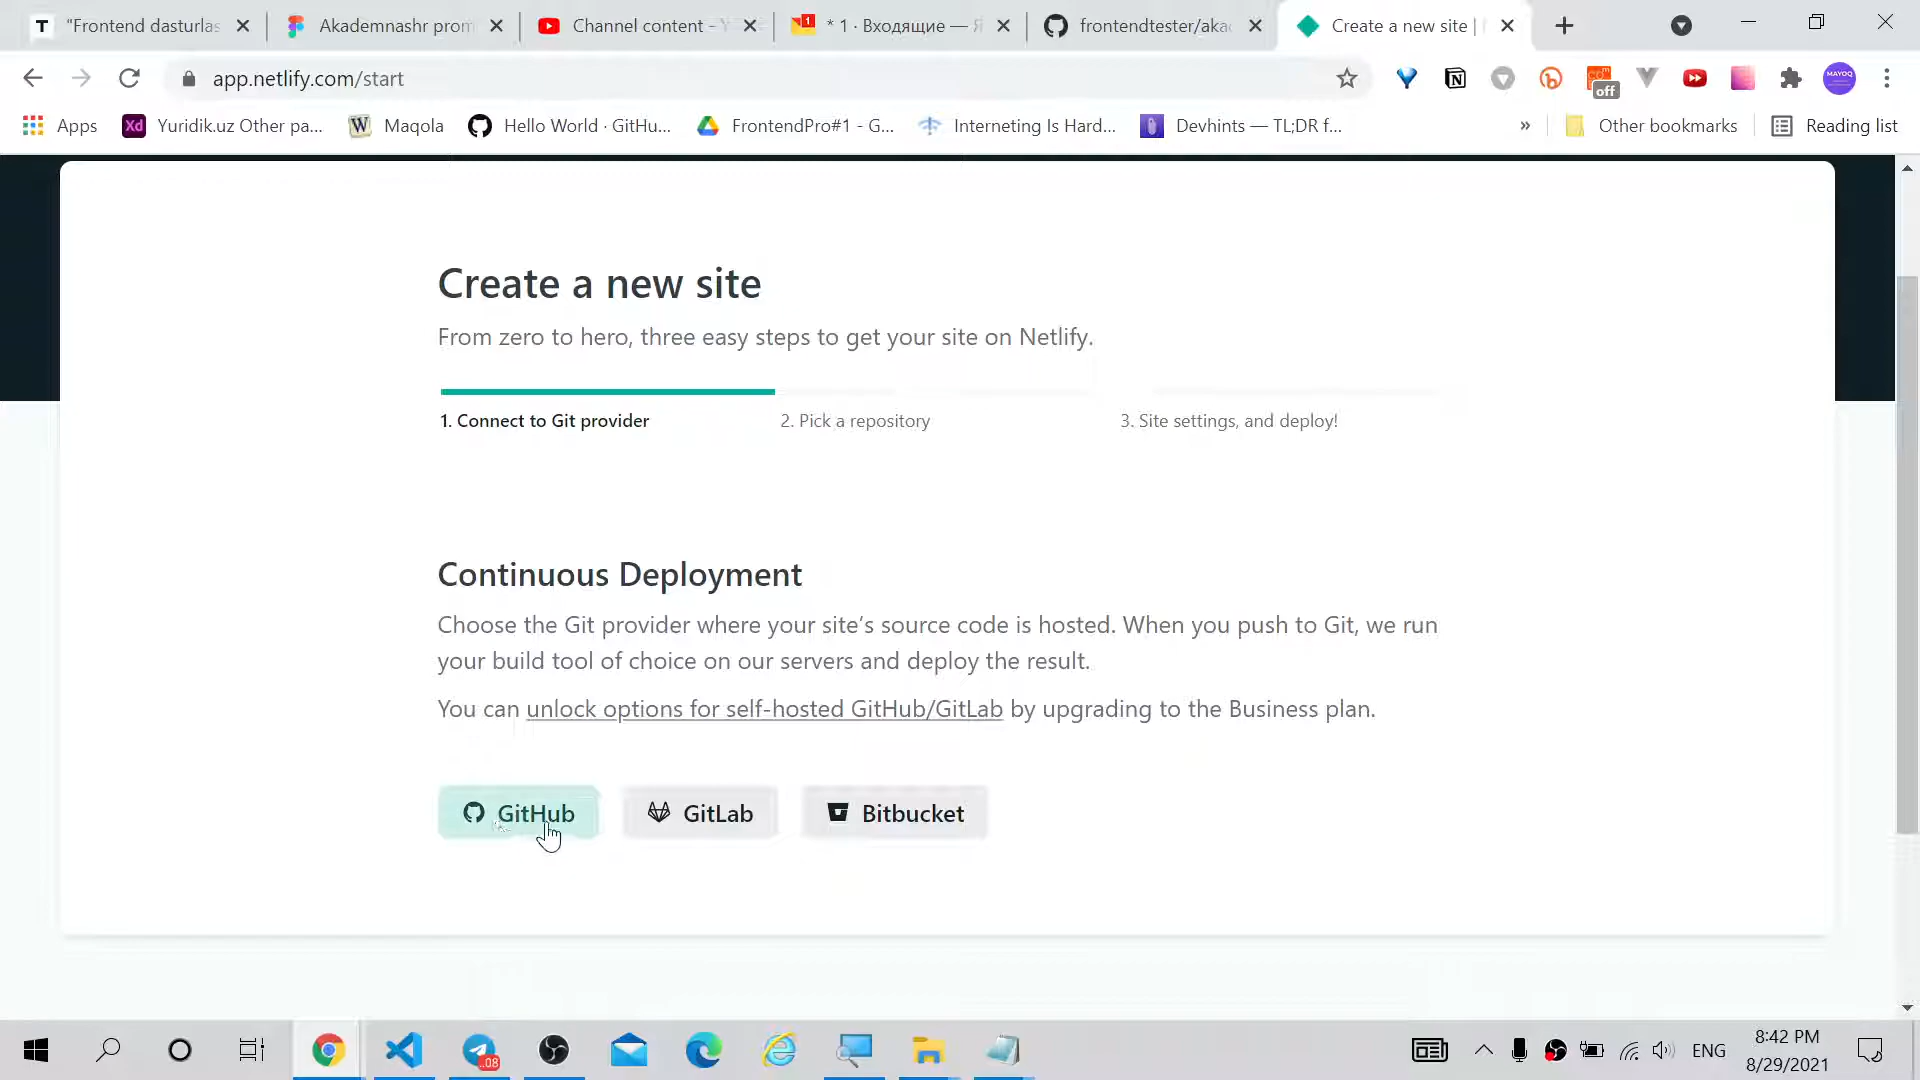 T "Frontend dasturlas
Akademnashr prom
Channel content - Y
1 * 1 · Входящие — Я
frontendtester/aka
Create a new site |
app.netlify.com/start
off
MAYOQ
Apps
Xd Yuridik.uz Other pa...
W Maqola
Hello World · GitHu...
FrontendPro#1 - G...
Interneting Is Hard...
Devhints — TL;DR f...
»
Other bookmarks
Reading list
Create a new site
From zero to hero, three easy steps to get your site on Netlify.
1. Connect to Git provider
2. Pick a repository
3. Site settings, and deploy!
Continuous Deployment
Choose the Git provider where your site’s source code is hosted. When you push to Git, we run
your build tool of choice on our servers and deploy the result.
You can unlock options for self-hosted GitHub/GitLab by upgrading to the Business plan.
GitHub
GitLab
Bitbucket
08
ENG
8:42 PM
8/29/2021